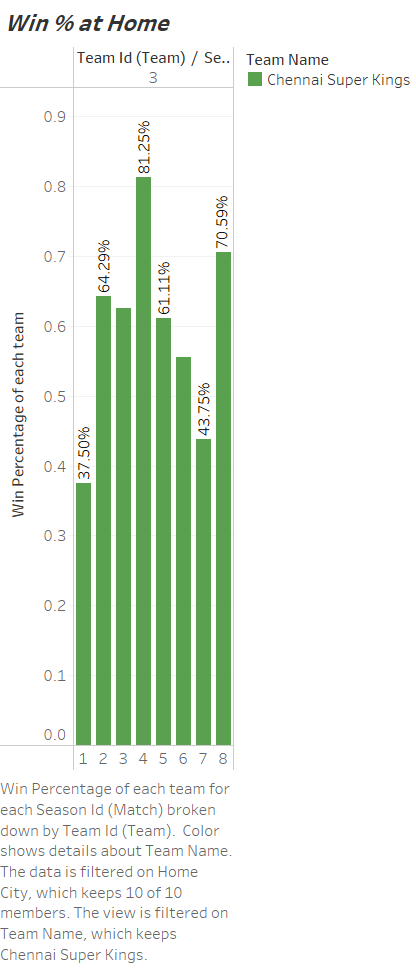 Win % at Home
Team Id (Team) / Se..
3
Team Name
Chennai Super Kings
Win Percentage of each team
0.9
0.8
0.7
0.6
0.5
0.4
0.3
0.2
0.1
0.0
37.50%
64.29%
81.25%
61.11%
43.75%
70.59%
1 2 3 4 5 6 7 8
Win Percentage of each team for
each Season Id (Match) broken
down by Team Id (Team).  Color
shows details about Team Name.
The data is filtered on Home
City, which keeps 10 of 10
members. The view is filtered on
Team Name, which keeps
Chennai Super Kings.